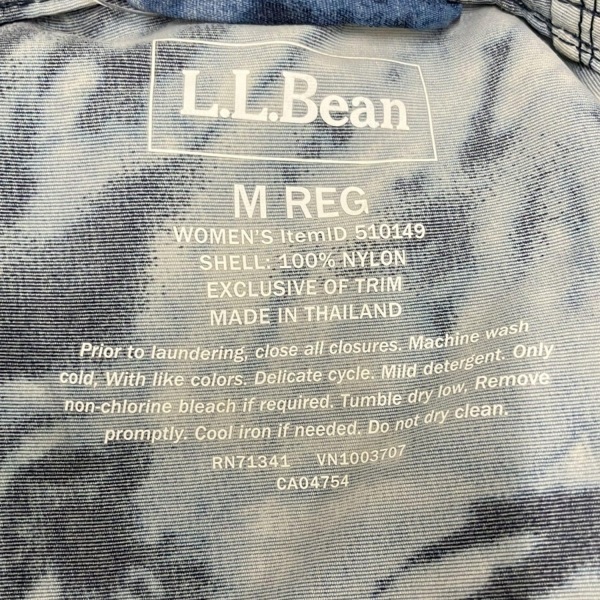 L.L.Bean
M REG
WOMEN'S ItemID 510149
SHELL: 100% NYLON
EXCLUSIVE OF TRIM
MADE IN THAILAND
Prior to laundering, close all closures. Machine wash
cold, With like colors. Delicate cycle. Mild detergent. Only
non-chlorine bleach if required. Tumble dry low. Remove
promptly. Cool iron if needed. Do not dry clean.
RN71341 VN1003707
CA04754